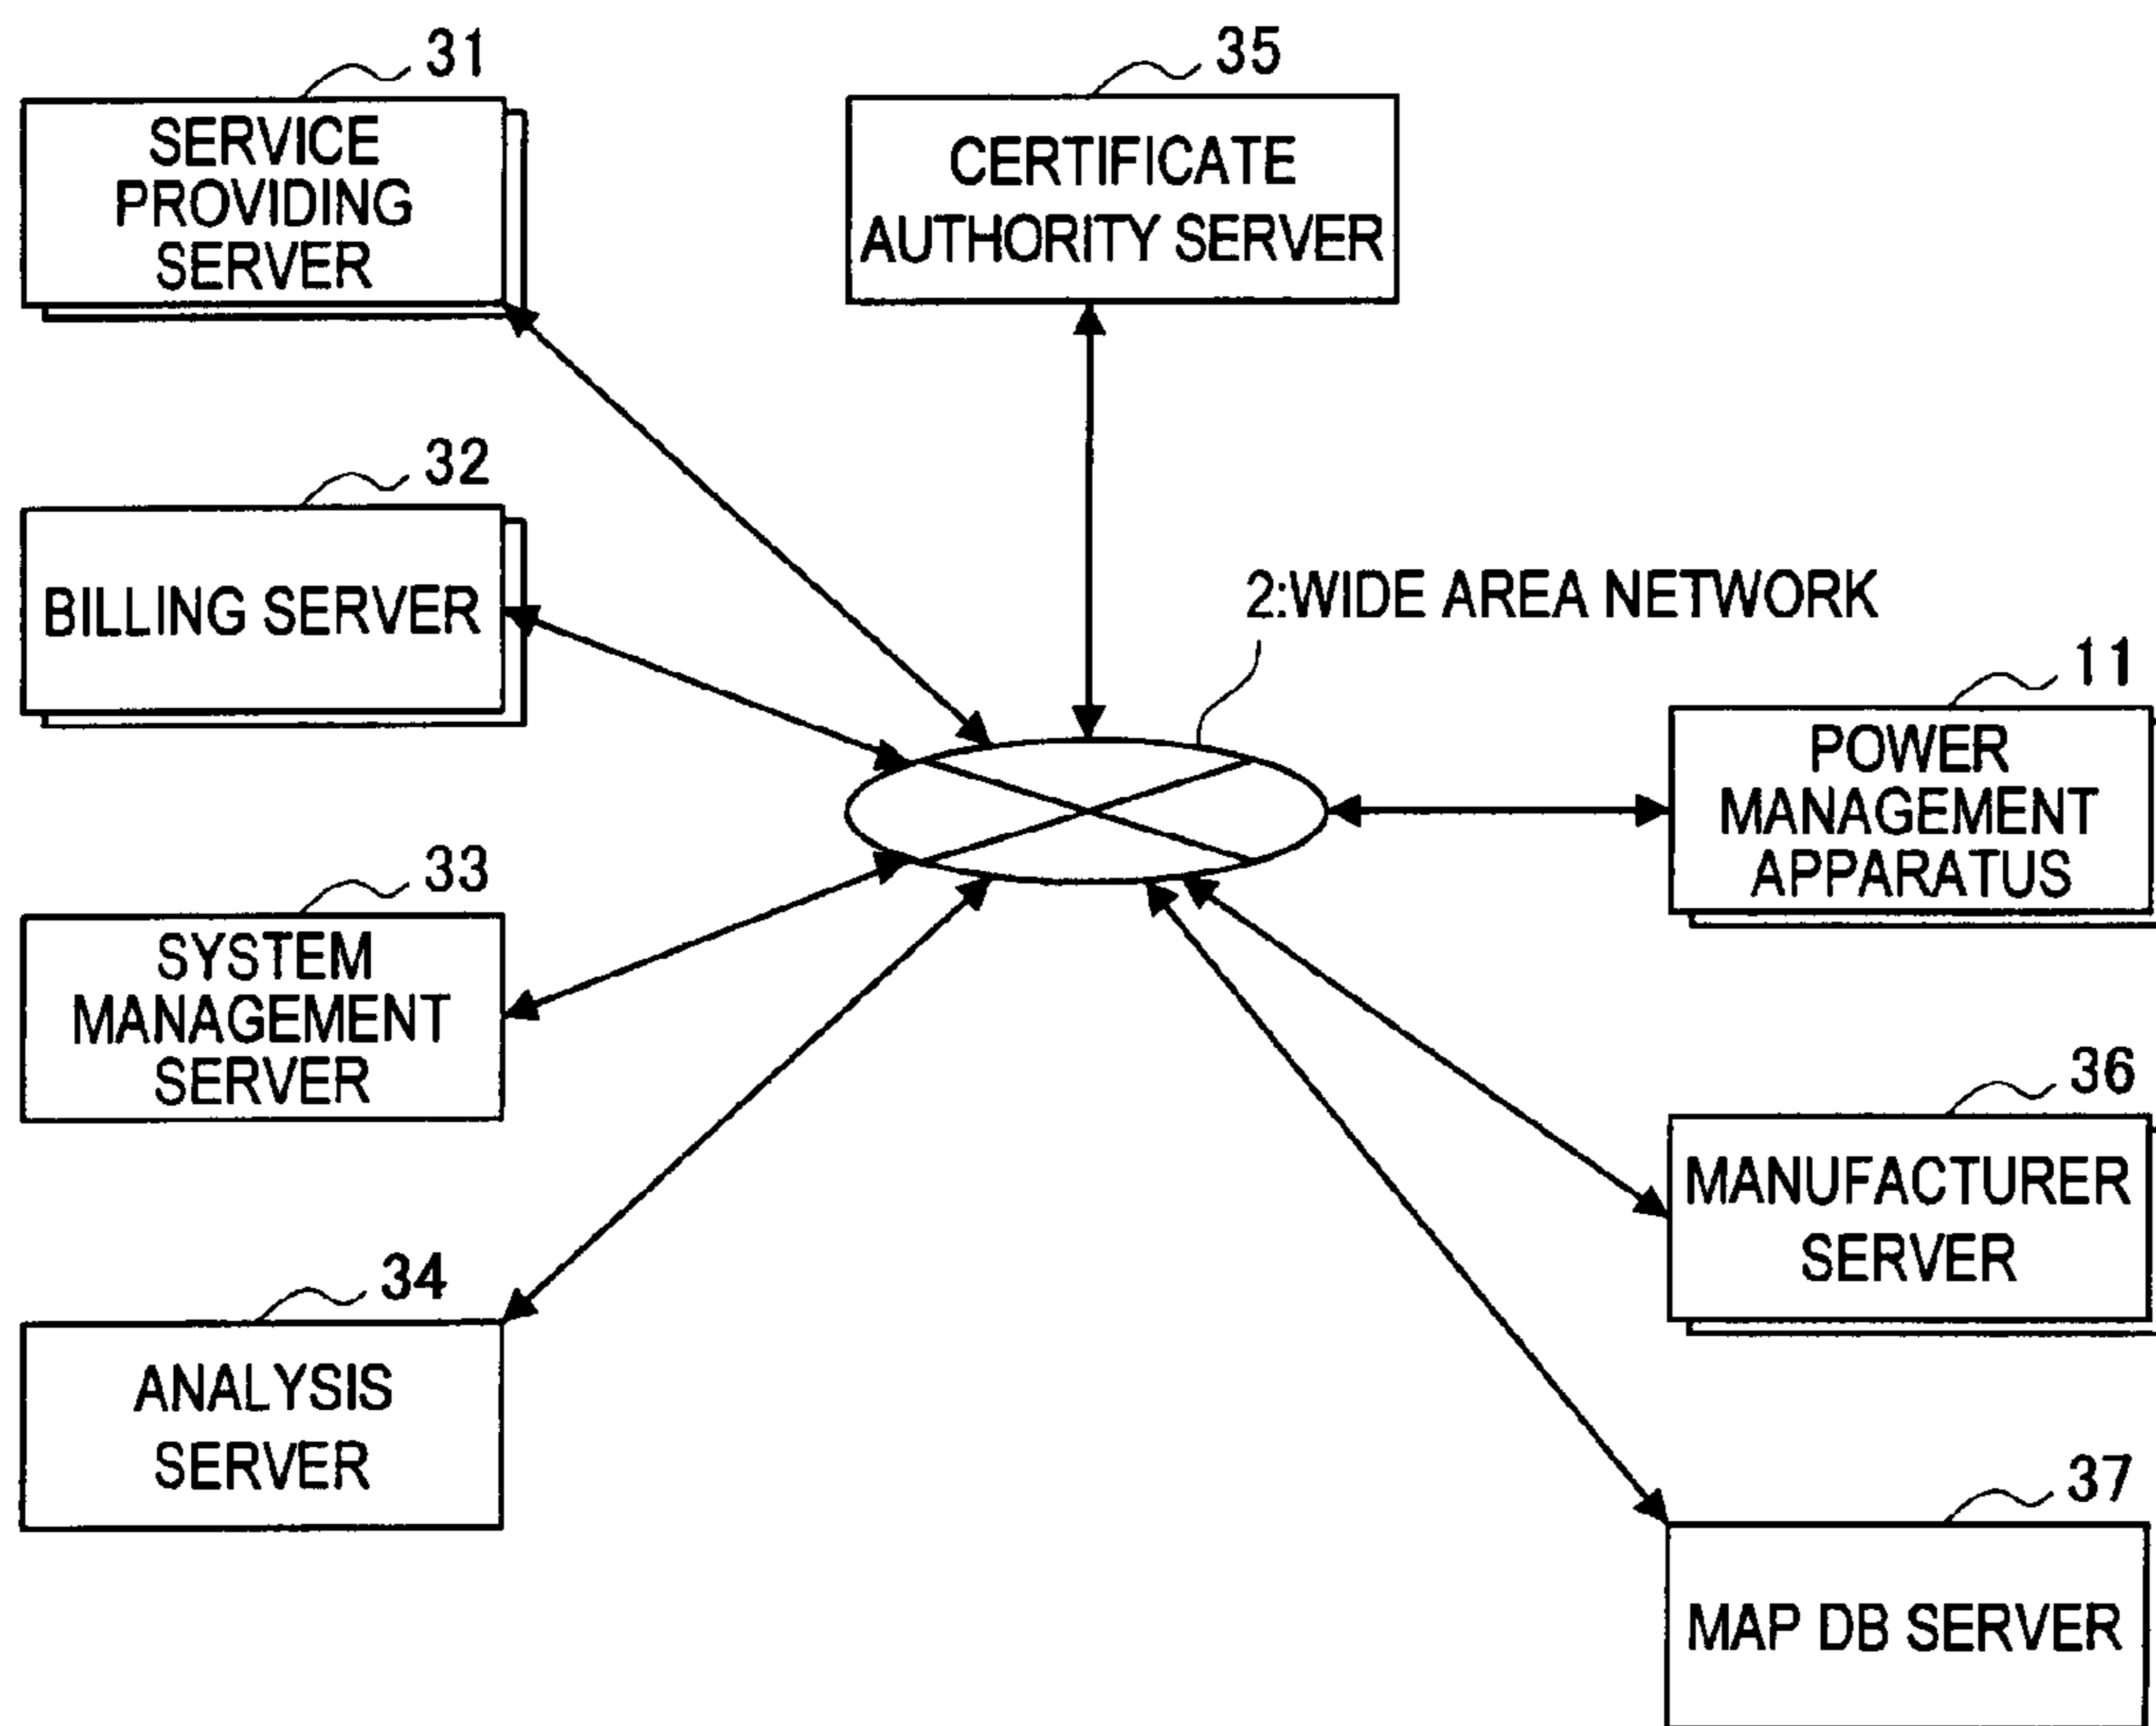 31
SERVICE
PROVIDING
SERVER
35
CERTIFICATE
AUTHORITY SERVER
32
BILLING SERVER
2:WIDE AREA NETWORK
11
POWER
MANAGEMENT
APPARATUS
33
SYSTEM
MANAGEMENT
SERVER
36
MANUFACTURER
SERVER
34
ANALYSIS
SERVER
37
MAP DB SERVER